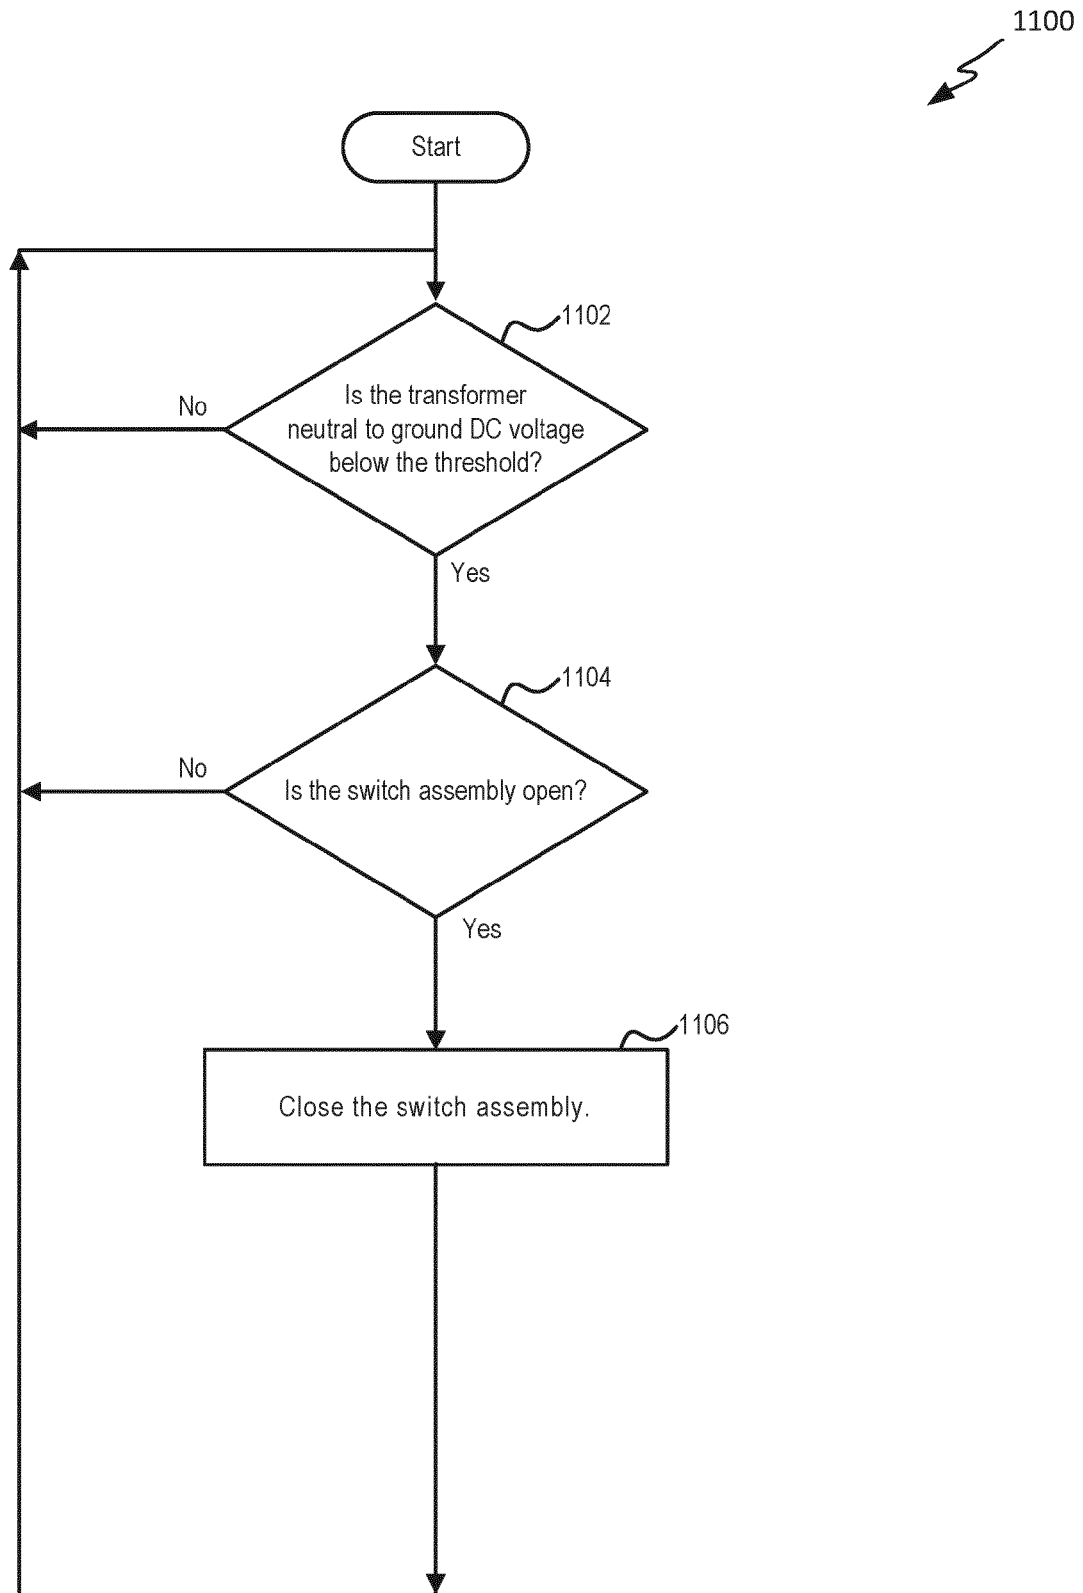 1100
Start
1102
Is the transformer
neutral to ground DC voltage
below the threshold?
No
Yes
1104
No
Is the switch assembly open?
Yes
1106
Close the switch assembly.